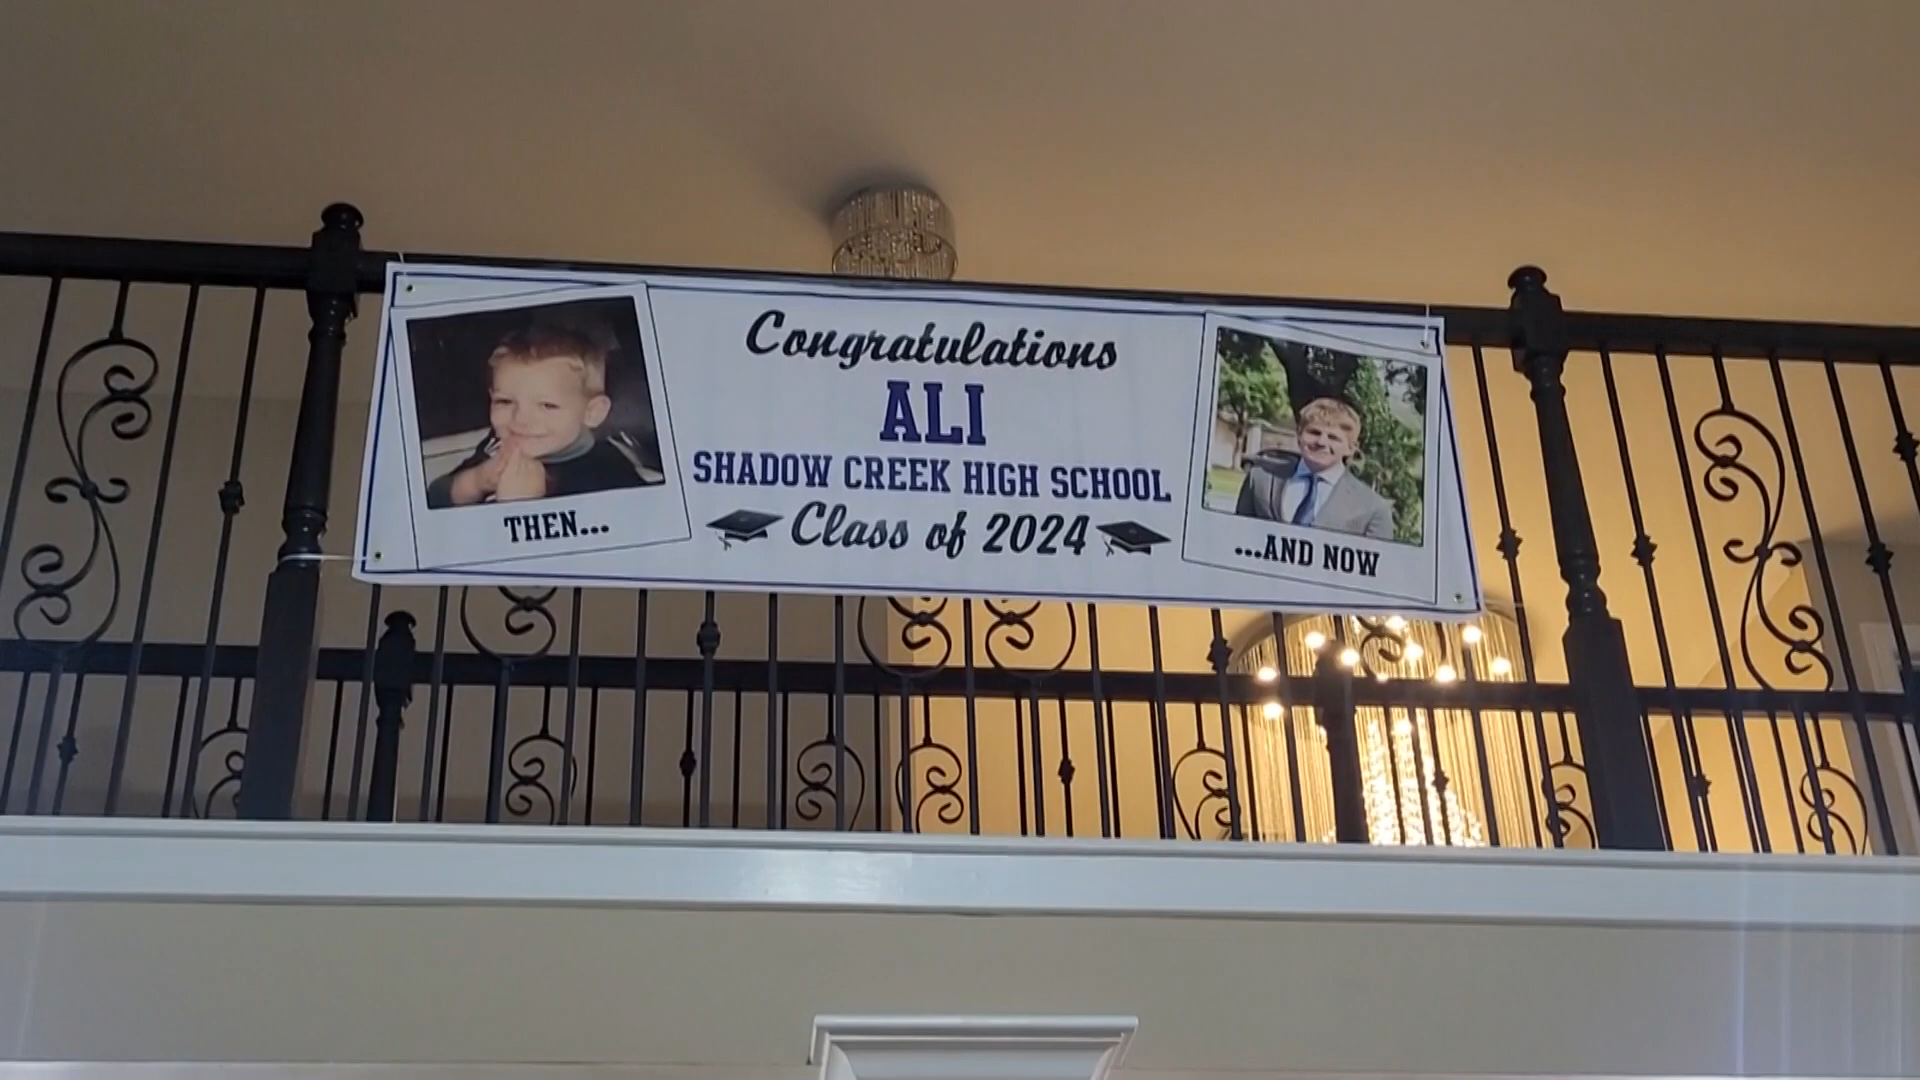 Congratulations
ALI
SHADOW CREEK HIGH SCHOOL
Class of 2024
THEN...
...AND NOW